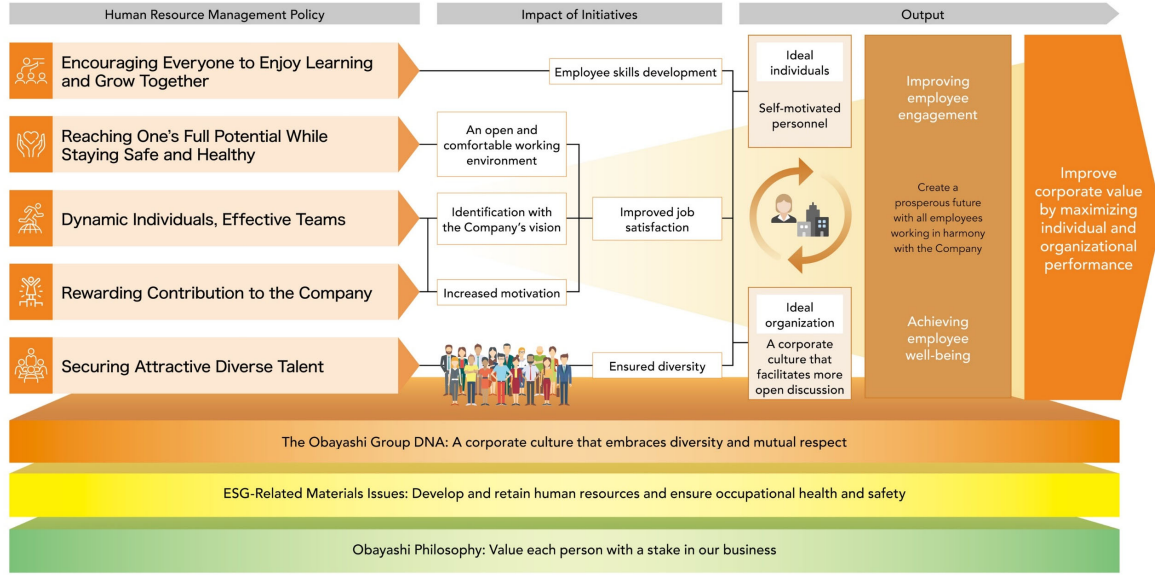 Human Resource Management Policy
Impact of Initiatives
Output
Encouraging Everyone to Enjoy Learning
and Grow Together
Reaching One's Full Potential While
Staying Safe and Healthy
Dynamic Individuals, Effective Teams
Rewarding Contribution to the Company
Securing Attractive Diverse Talent
Employee skills development
An open and
comfortable working
environment
Identification with
the Company's vision
Increased motivation
Improved job
satisfaction
Ensured diversity
Ideal
individuals
Self-motivated
personnel
Ideal
organization
A corporate
culture that
facilitates more
open discussion
Improving
employee
engagement
Create a
prosperous future
with all employees
working in harmony
with the Company
Achieving
employee
well-being
Improve
corporate value
by maximizing
individual and
organizational
performance
The Obayashi Group DNA: A corporate culture that embraces diversity and mutual respect
ESG-Related Materials Issues: Develop and retain human resources and ensure occupational health and safety
Obayashi Philosophy: Value each person with a stake in our business